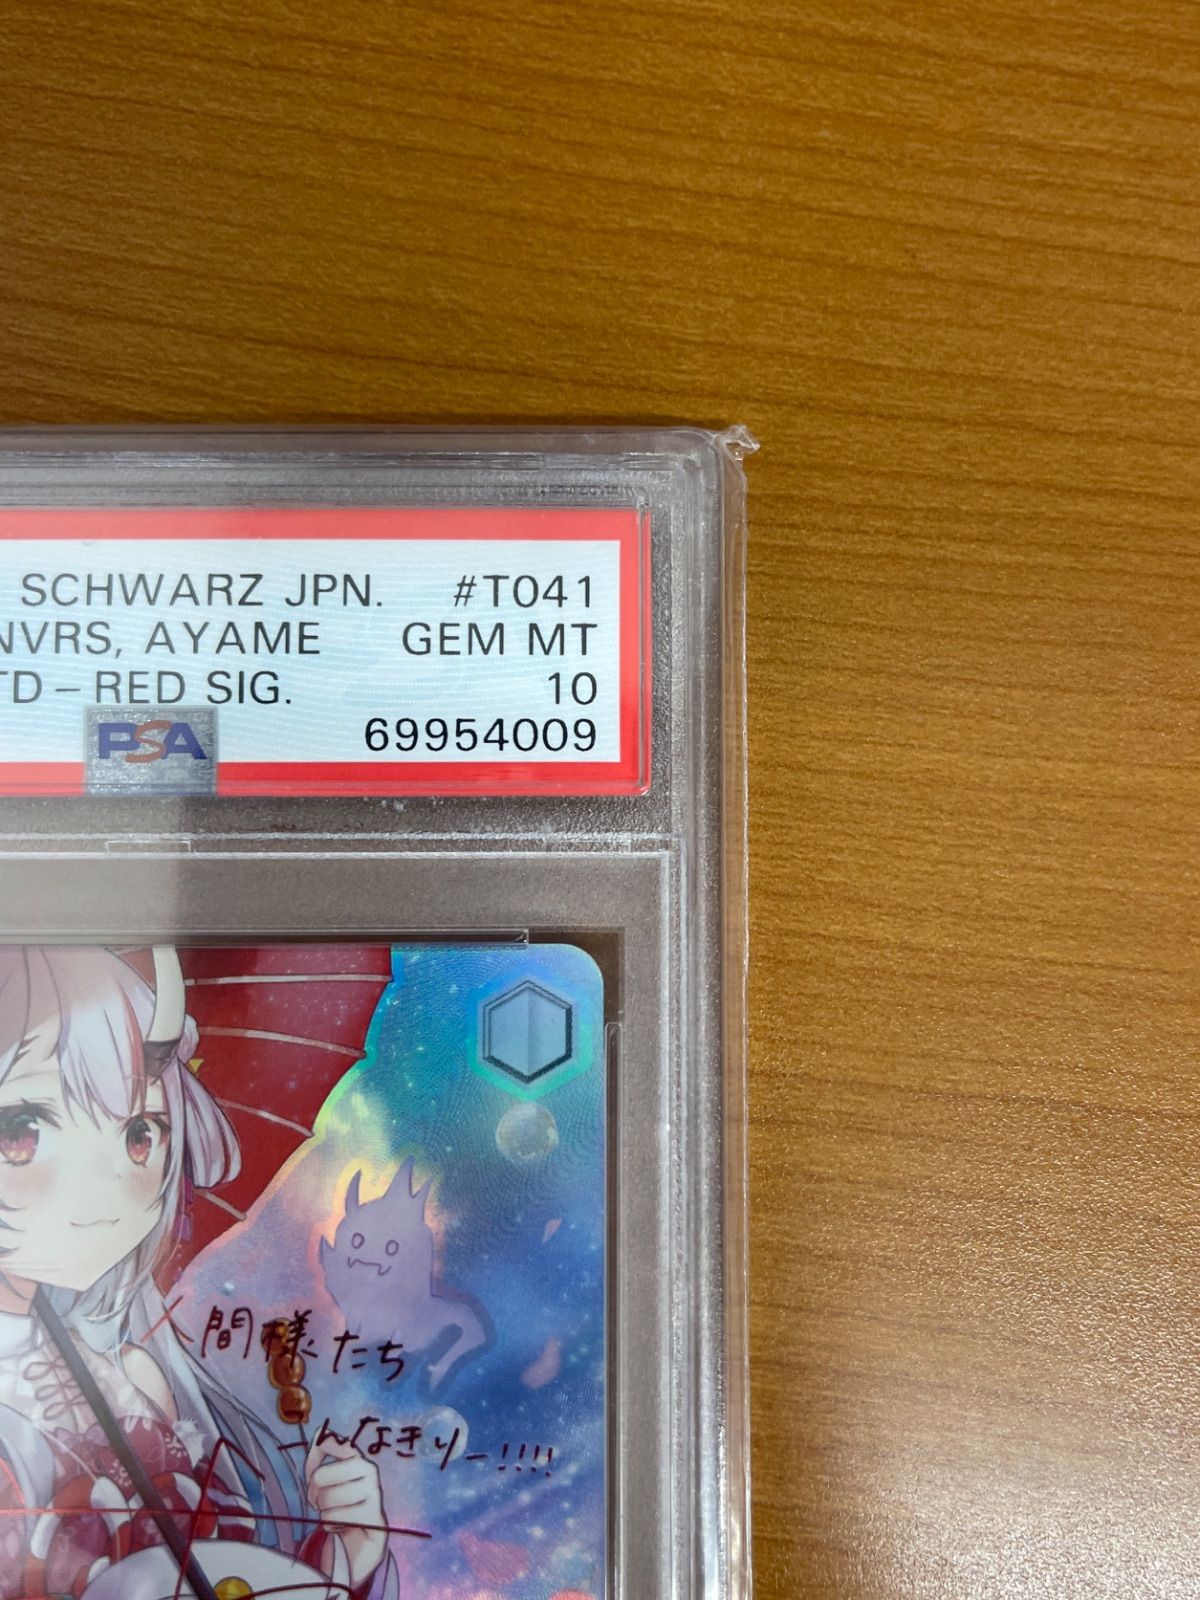 SCHWARZ JPN. #T041
NVRS, AYAME GEM MT
TD - RED SIG. 10
PSA 69954009
人間様たち
こんなきりー!!!!